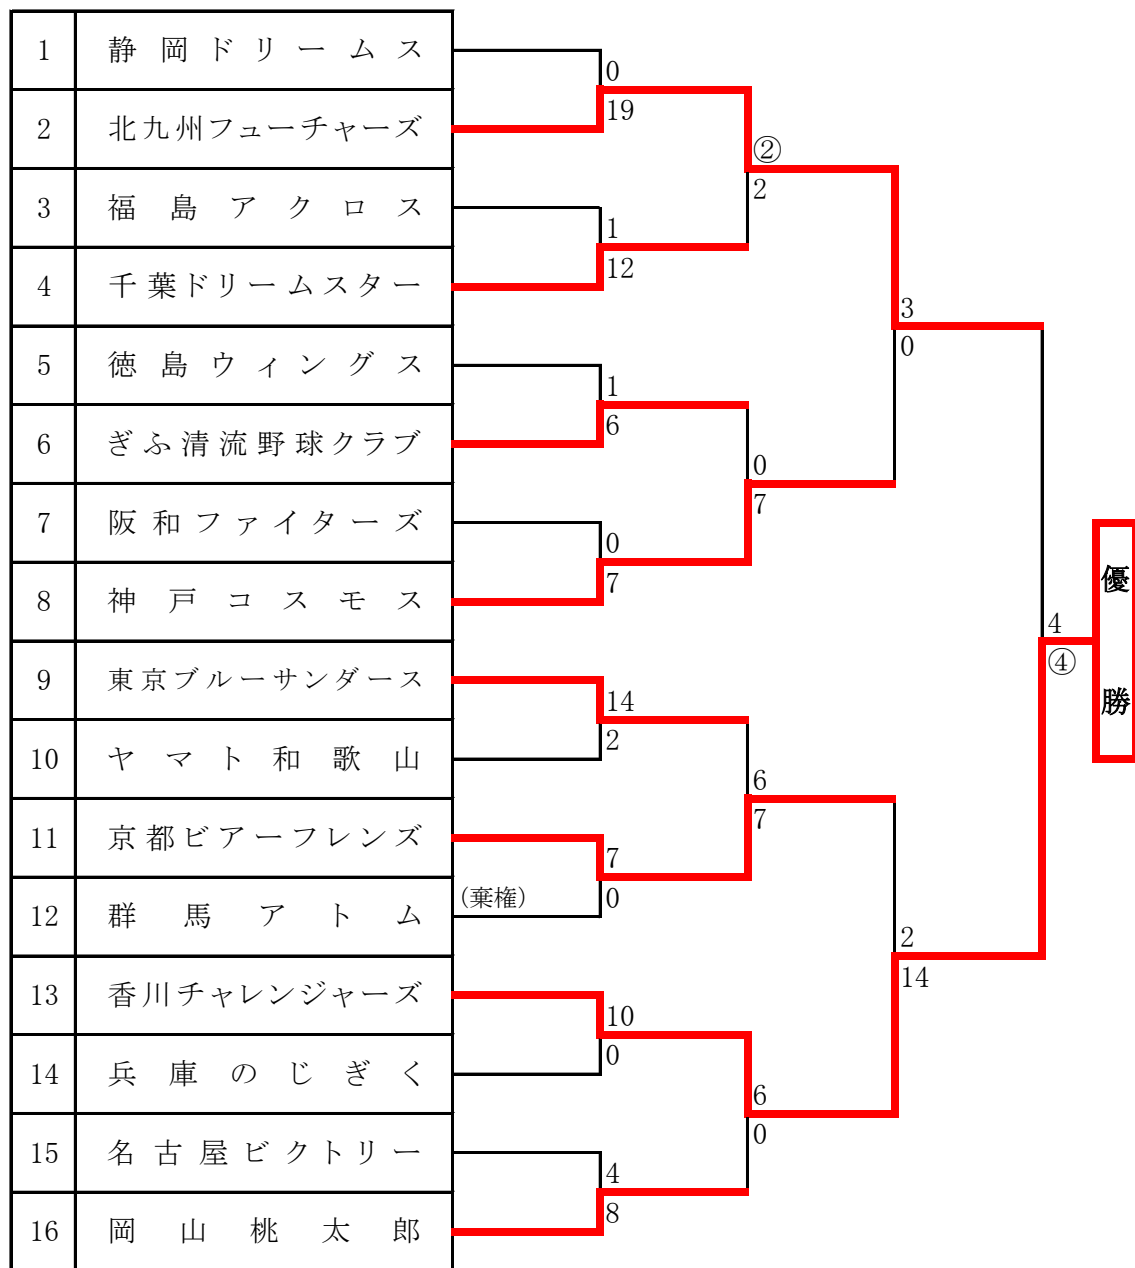 1 静岡ドリームス
0
19
2 北九州フューチャーズ
②
2
3 福島アクロス
1
12
4 千葉ドリームスター
3
0
5 徳島ウィングス
1
6
6 ぎふ清流野球クラブ
0
7
7 阪和ファイターズ
0
7
8 神戸コスモス
優勝
4
④
9 東京ブルーサンダース
14
2
10 ヤマト和歌山
6
7
11 京都ビアーフレンズ
7
0
12 群馬アトム (棄権)
2
14
13 香川チャレンジャーズ
10
0
14 兵庫のじぎく
6
0
15 名古屋ビクトリー
4
8
16 岡山桃太郎